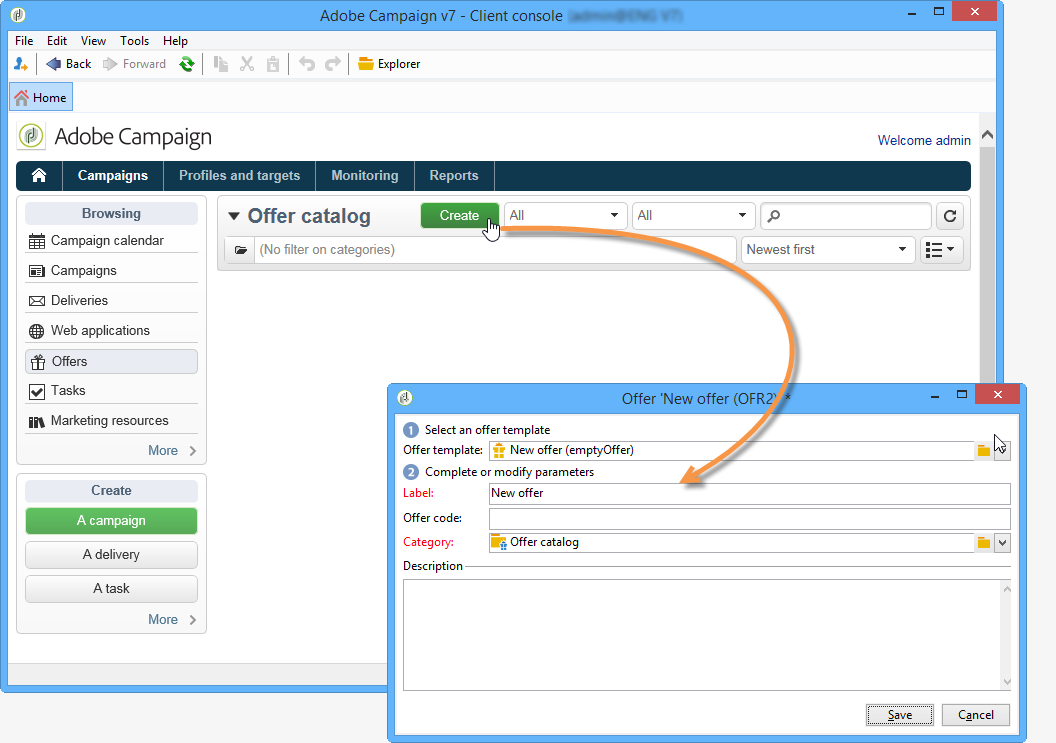 Adobe Campaign v7 - Client console (admin@ENG V7)
File Edit View Tools Help
Back Forward Explorer
Home
Adobe Campaign
Welcome admin
Campaigns Profiles and targets Monitoring Reports
Browsing
Campaign calendar
Campaigns
Deliveries
Web applications
Offers
Tasks
Marketing resources
More
Create
A campaign
A delivery
A task
More
Offer catalog Create All All
(No filter on categories) Newest first
Offer 'New offer (OFR2)' *
1 Select an offer template
Offer template: New offer (emptyOffer)
2 Complete or modify parameters
Label: New offer
Offer code:
Category: Offer catalog
Description
Save Cancel